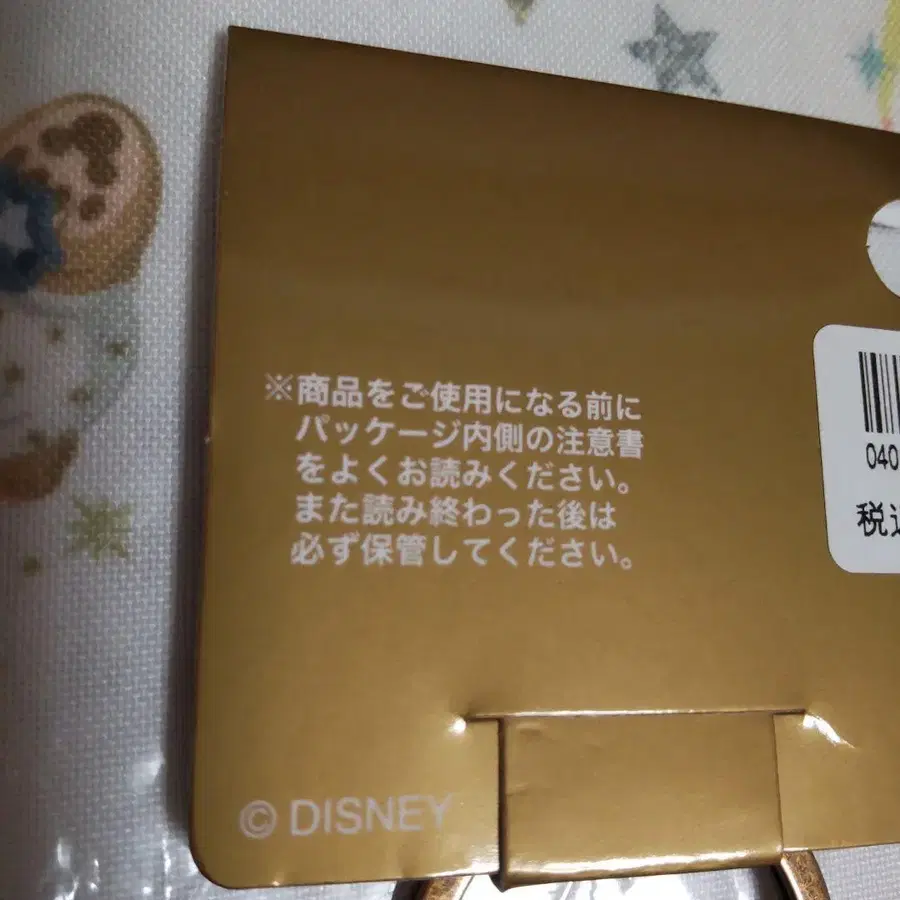 ※商品をご使用になる前に
パッケージ内側の注意書
をよくお読みください。
また読み終わった後は
必ず保管してください。
040
税込
© DISNEY